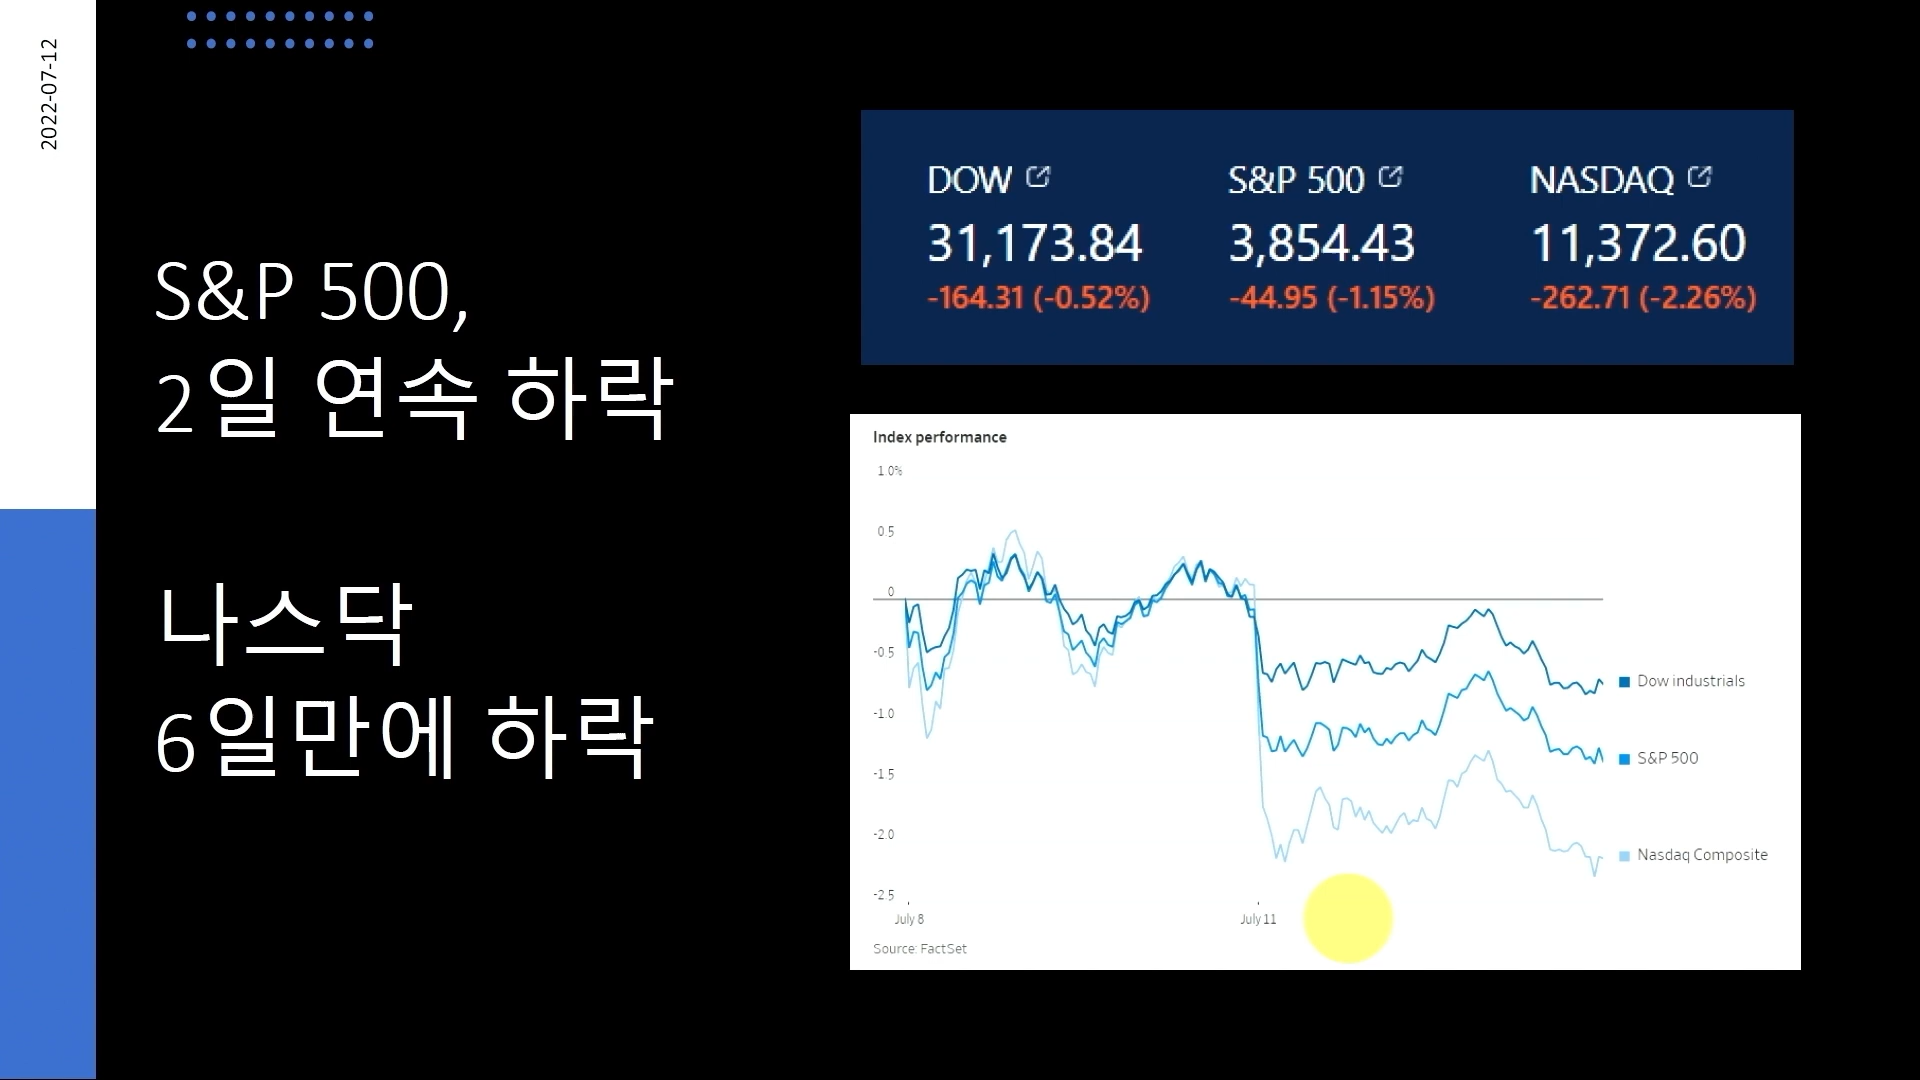 2022-07-12
S&P 500,
2일 연속 하락
나스닥
6일만에 하락
DOW S&P 500 NASDAQ
31,173.84 3,854.43 11,372.60
-164.31 (-0.52%) -44.95 (-1.15%) -262.71 (-2.26%)
Index performance
1 0%
0.5
0
-0.5
-1.0
-1.5
-2.0
-2.5
Dow industrials
S&P 500
Nasdaq Composite
July 8 July 11
Source: FactSet